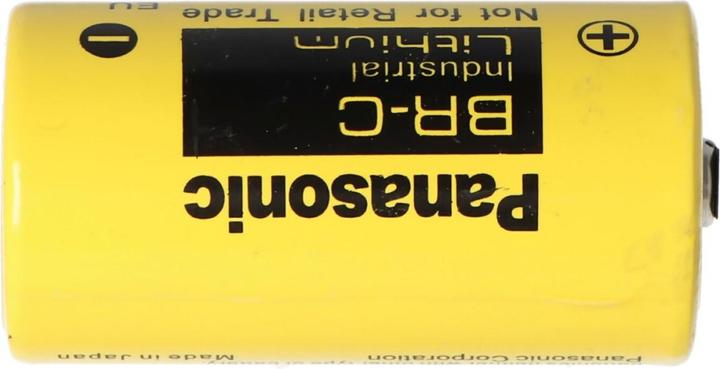 Panasonic Corporation Made in Japan
Panasonic
BR-C
Industrial
Lithium
+ −
Not for Retail Trade EU